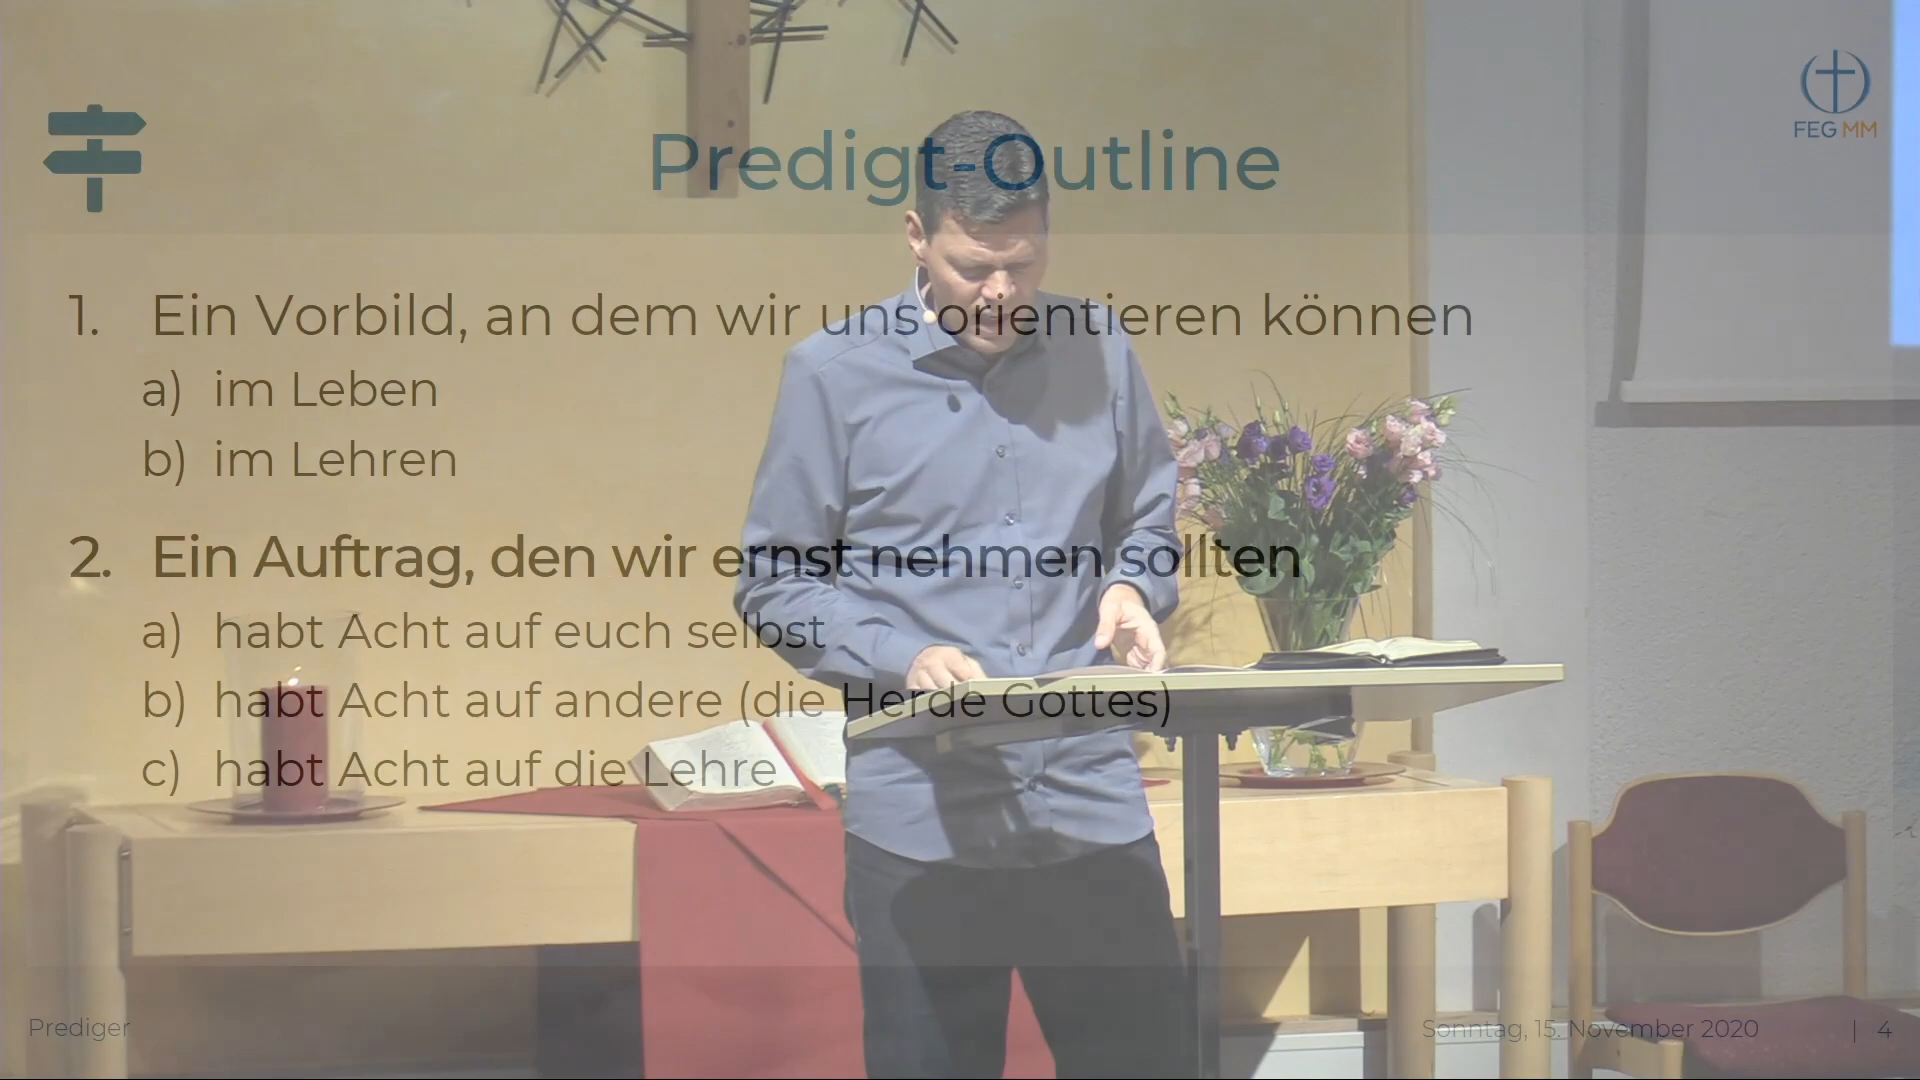 FEG MM
Predigt-Outline
1. Ein Vorbild, an dem wir uns orientieren können
a) im Leben
b) im Lehren
2. Ein Auftrag, den wir ernst nehmen sollten
a) habt Acht auf euch selbst
b) habt Acht auf andere (die Herde Gottes)
c) habt Acht auf die Lehre
Prediger
Sonntag, 15. November 2020 | 4